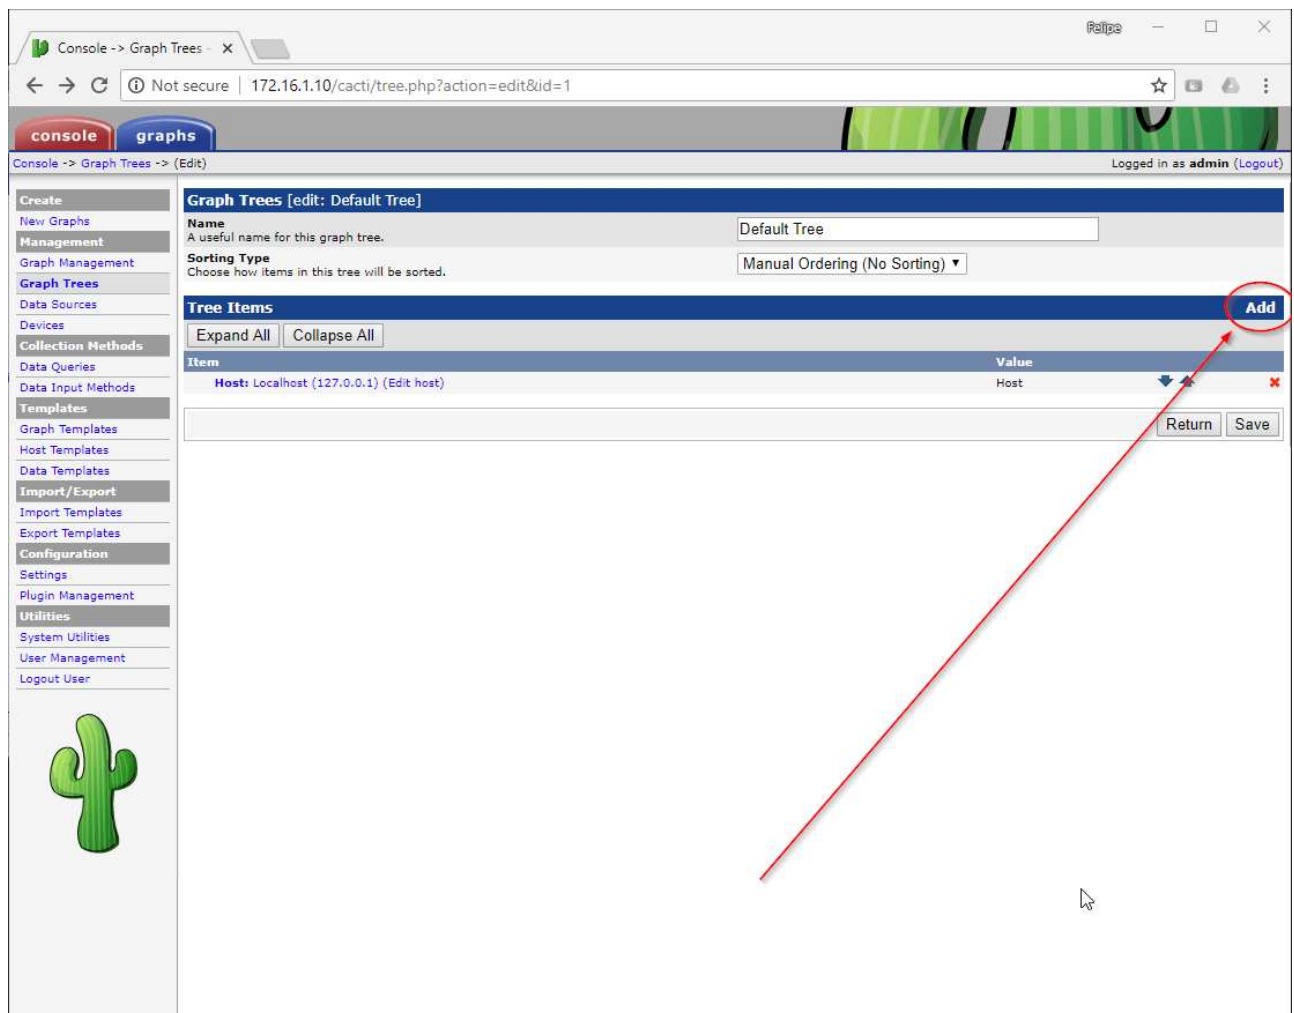 Felipe
Console -> Graph Trees -
Not secure | 172.16.1.10/cacti/tree.php?action=edit&id=1
console graphs
Console -> Graph Trees -> (Edit)
Logged in as admin (Logout)
Create
New Graphs
Management
Graph Management
Graph Trees
Data Sources
Devices
Collection Methods
Data Queries
Data Input Methods
Templates
Graph Templates
Host Templates
Data Templates
Import/Export
Import Templates
Export Templates
Configuration
Settings
Plugin Management
Utilities
System Utilities
User Management
Logout User
Graph Trees [edit: Default Tree]
Name
A useful name for this graph tree.
Default Tree
Sorting Type
Choose how items in this tree will be sorted.
Manual Ordering (No Sorting)
Tree Items Add
Expand All Collapse All
Item Value
Host: Localhost (127.0.0.1) (Edit host) Host
Return Save